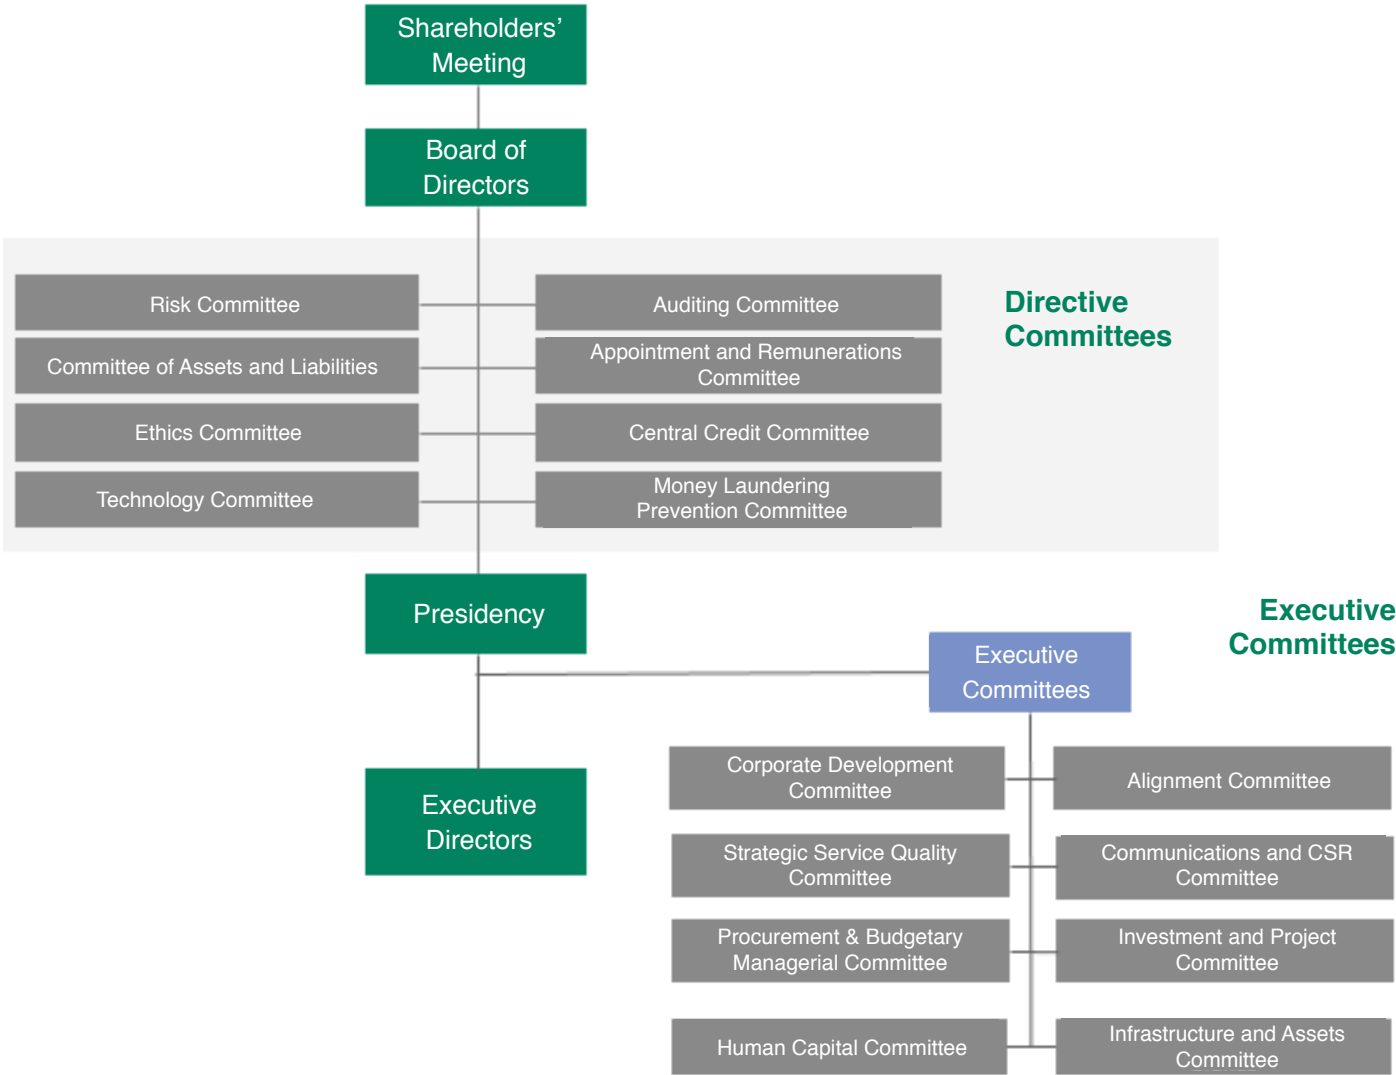 Shareholders’
Meeting
Board of
Directors
Directive
Committees
Risk Committee
Auditing Committee
Committee of Assets and Liabilities
Appointment and Remunerations
Committee
Ethics Committee
Central Credit Committee
Technology Committee
Money Laundering
Prevention Committee
Presidency
Executive
Committees
Executive
Committees
Executive
Directors
Corporate Development
Committee
Alignment Committee
Strategic Service Quality
Committee
Communications and CSR
Committee
Procurement & Budgetary
Managerial Committee
Investment and Project
Committee
Human Capital Committee
Infrastructure and Assets
Committee